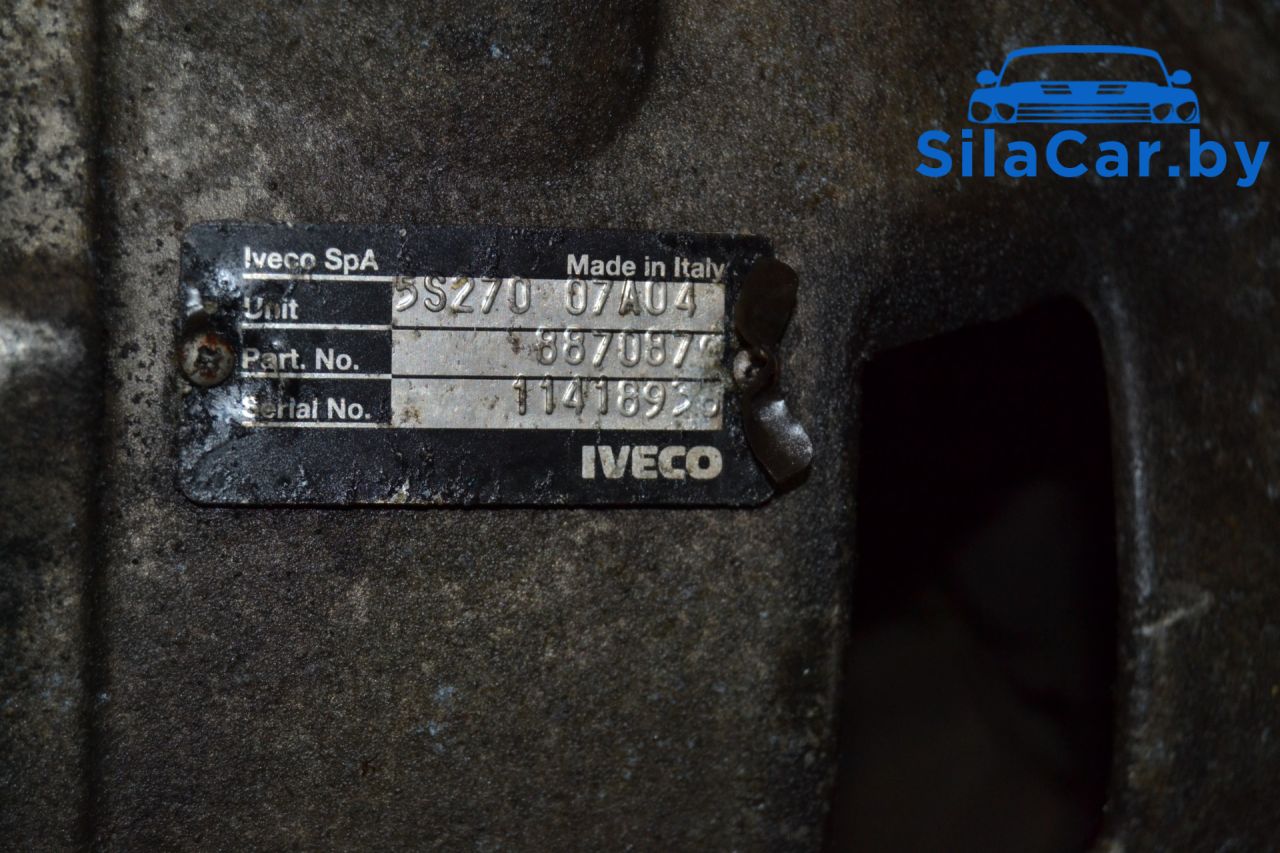 SilaCar.by
Iveco SpA Made in Italy
Unit 5S270 07A04
Part. No.
Serial No.
IVECO